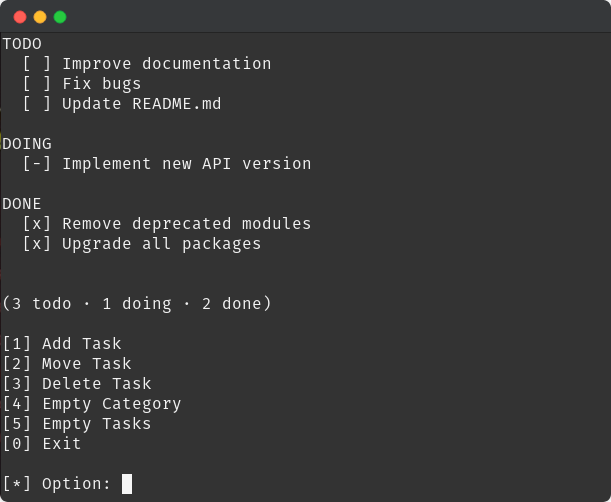 TODO
[ ] Improve documentation
[ ] Fix bugs
[ ] Update README.md
DOING
[-] Implement new API version
DONE
[x] Remove deprecated modules
[x] Upgrade all packages
(3 todo · 1 doing · 2 done)
[1] Add Task
[2] Move Task
[3] Delete Task
[4] Empty Category
[5] Empty Tasks
[0] Exit
[*] Option: